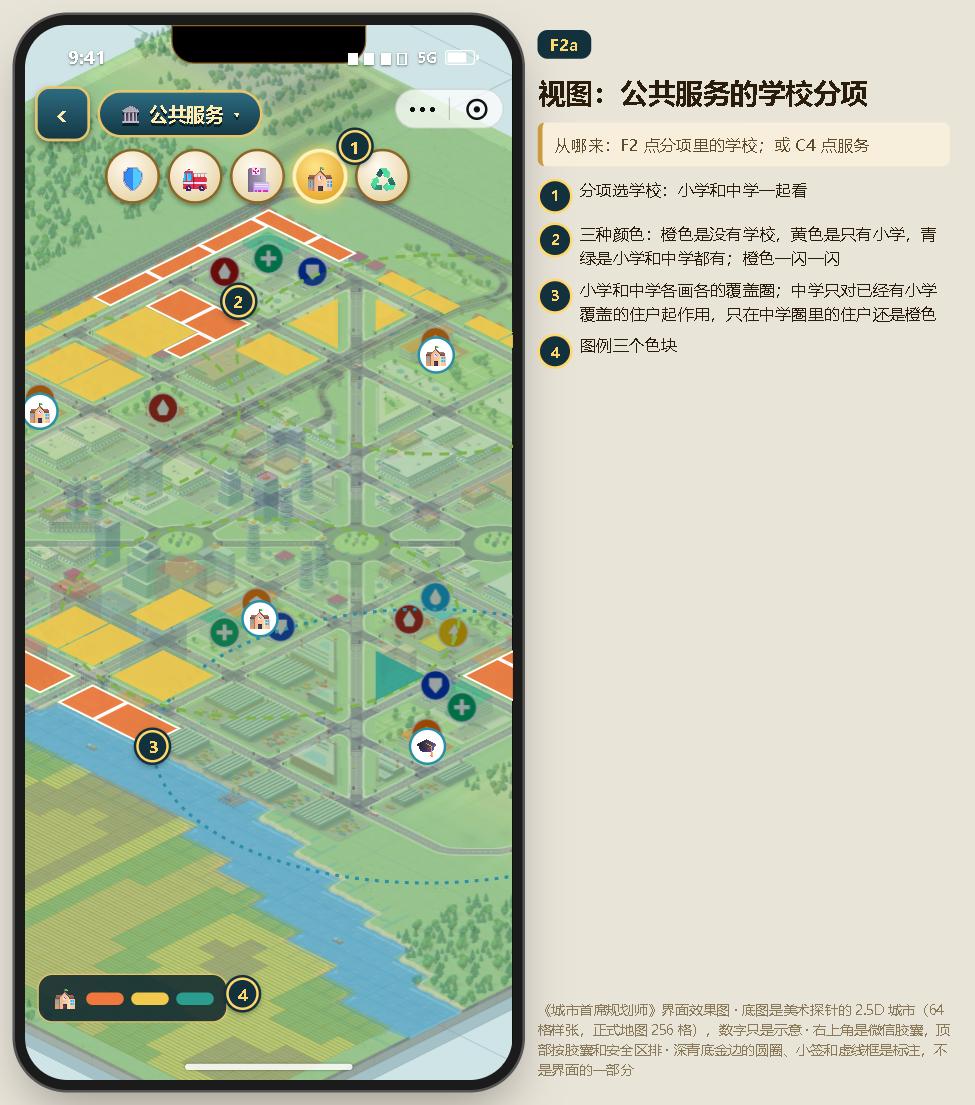 9:41
5G
公共服务
1
2
3
4
F2a
视图：公共服务的学校分项
从哪来：F2 点分项里的学校；或 C4 点服务
1 分项选学校：小学和中学一起看
2 三种颜色：橙色是没有学校，黄色是只有小学，青
绿是小学和中学都有；橙色一闪一闪
3 小学和中学各画各的覆盖圈；中学只对已经有小学
覆盖的住户起作用，只在中学圈里的住户还是橙色
4 图例三个色块
《城市首席规划师》界面效果图 · 底图是美术探针的 2.5D 城市（64
格样张，正式地图 256 格），数字只是示意 · 右上角是微信胶囊，顶
部按胶囊和安全区排 · 深青底金边的圆圈、小签和虚线框是标注，不
是界面的一部分